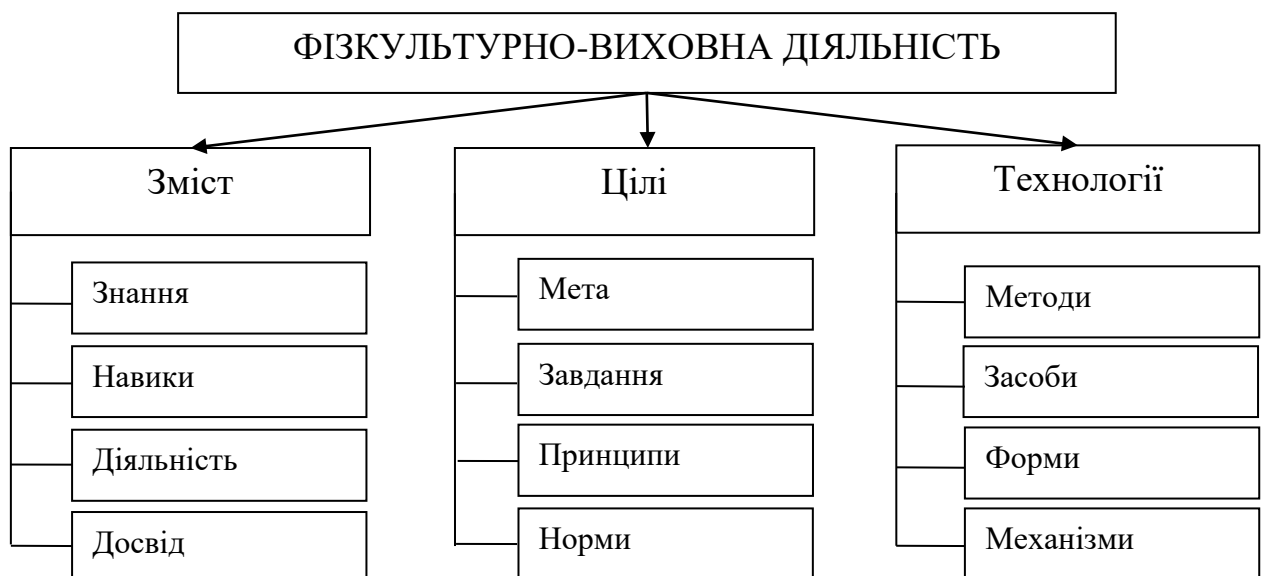 ФІЗКУЛЬТУРНО-ВИХОВНА ДІЯЛЬНІСТЬ
Зміст
Знання
Навики
Діяльність
Досвід
Цілі
Мета
Завдання
Принципи
Норми
Технології
Методи
Засоби
Форми
Механізми